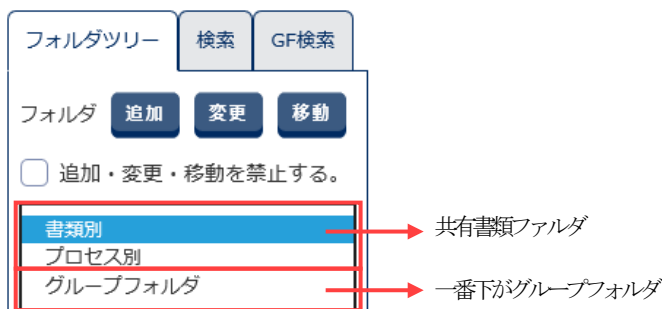 フォルダツリー 検索 GF検索
フォルダ 追加 変更 移動
追加・変更・移動を禁止する。
書類別
プロセス別
グループフォルダ
共有書類ファルダ
一番下がグループフォルダ